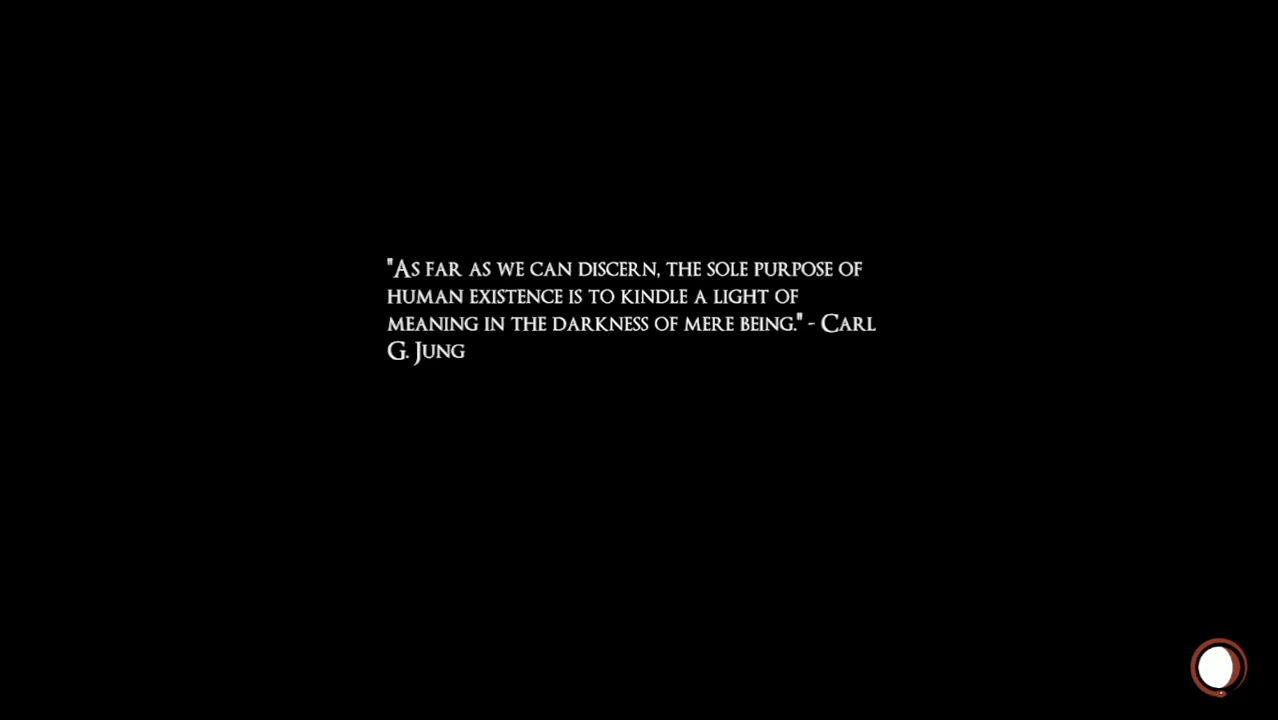 "As far as we can discern, the sole purpose of
human existence is to kindle a light of
meaning in the darkness of mere being." - Carl
G. Jung